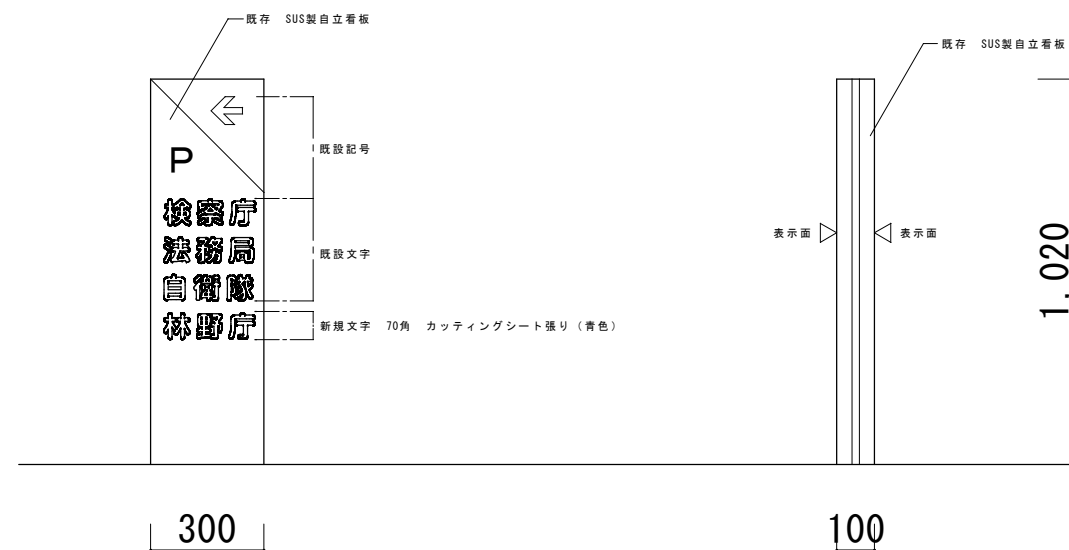 既存 SUS製自立看板
既存 SUS製自立看板
P
既設記号
検察庁
法務局
自衛隊
既設文字
表示面
表示面
1.020
林野庁
新規文字 70角 カッティングシート張り（青色）
300
100